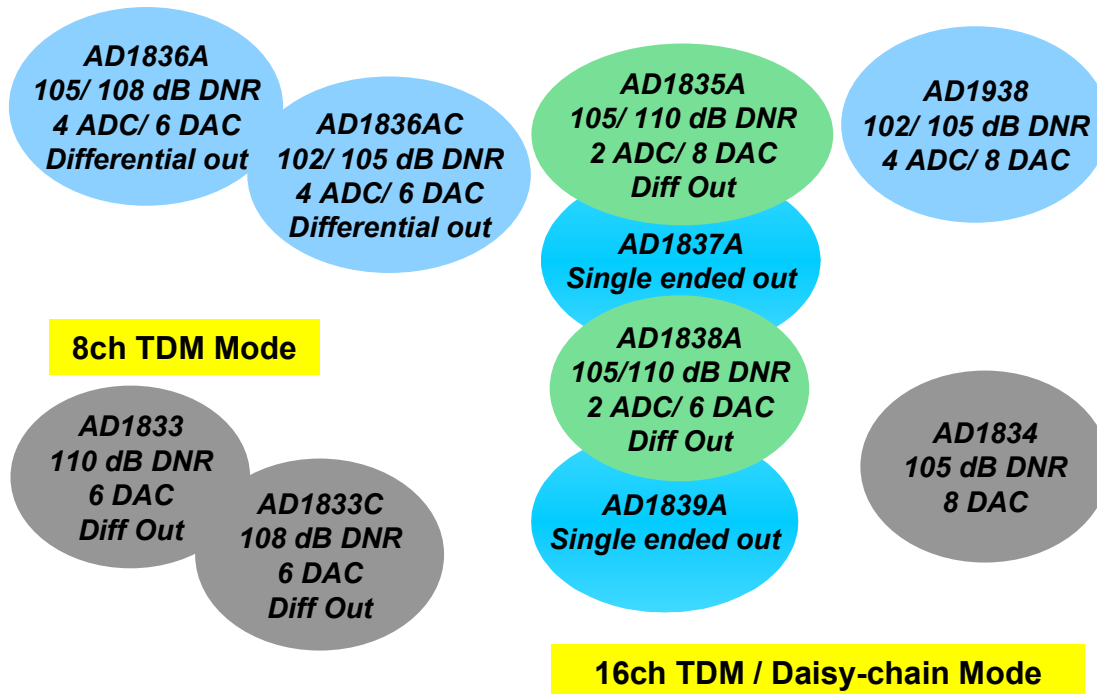 AD1836A
105/ 108 dB DNR
4 ADC/ 6 DAC
Differential out
AD1836AC
102/ 105 dB DNR
4 ADC/ 6 DAC
Differential out
AD1835A
105/ 110 dB DNR
2 ADC/ 8 DAC
Diff Out
AD1837A
Single ended out
AD1838A
105/110 dB DNR
2 ADC/ 6 DAC
Diff Out
AD1839A
Single ended out
AD1938
102/ 105 dB DNR
4 ADC/ 8 DAC
8ch TDM Mode
AD1833
110 dB DNR
6 DAC
Diff Out
AD1833C
108 dB DNR
6 DAC
Diff Out
AD1834
105 dB DNR
8 DAC
16ch TDM / Daisy-chain Mode